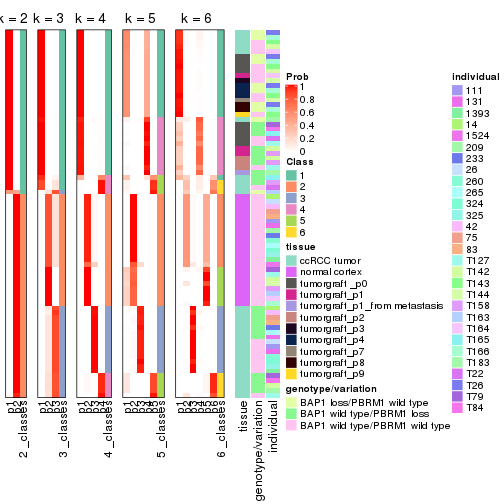 k = 2
k = 3
k = 4
k = 5
k = 6
p1
p2
2_classes
p1
p2
p3
3_classes
p1
p2
p3
p4
4_classes
p1
p2
p3
p4
p5
5_classes
p1
p2
p3
p4
p5
p6
6_classes
tissue
genotype/variation
individual
Prob
1
0.8
0.6
0.4
0.2
0
Class
1
2
3
4
5
6
tissue
ccRCC tumor
normal cortex
tumorgraft _p0
tumorgraft_p1
tumorgraft_p1_from metastasis
tumorgraft_p2
tumorgraft_p3
tumorgraft_p4
tumorgraft_p7
tumorgraft_p8
tumorgraft_p9
genotype/variation
BAP1 loss/PBRM1 wild type
BAP1 wild type/PBRM1 loss
BAP1 wild type/PBRM1 wild type
individual
111
131
1393
14
1524
209
233
26
260
265
324
325
42
75
83
T127
T142
T143
T144
T158
T163
T164
T165
T166
T183
T22
T26
T79
T84